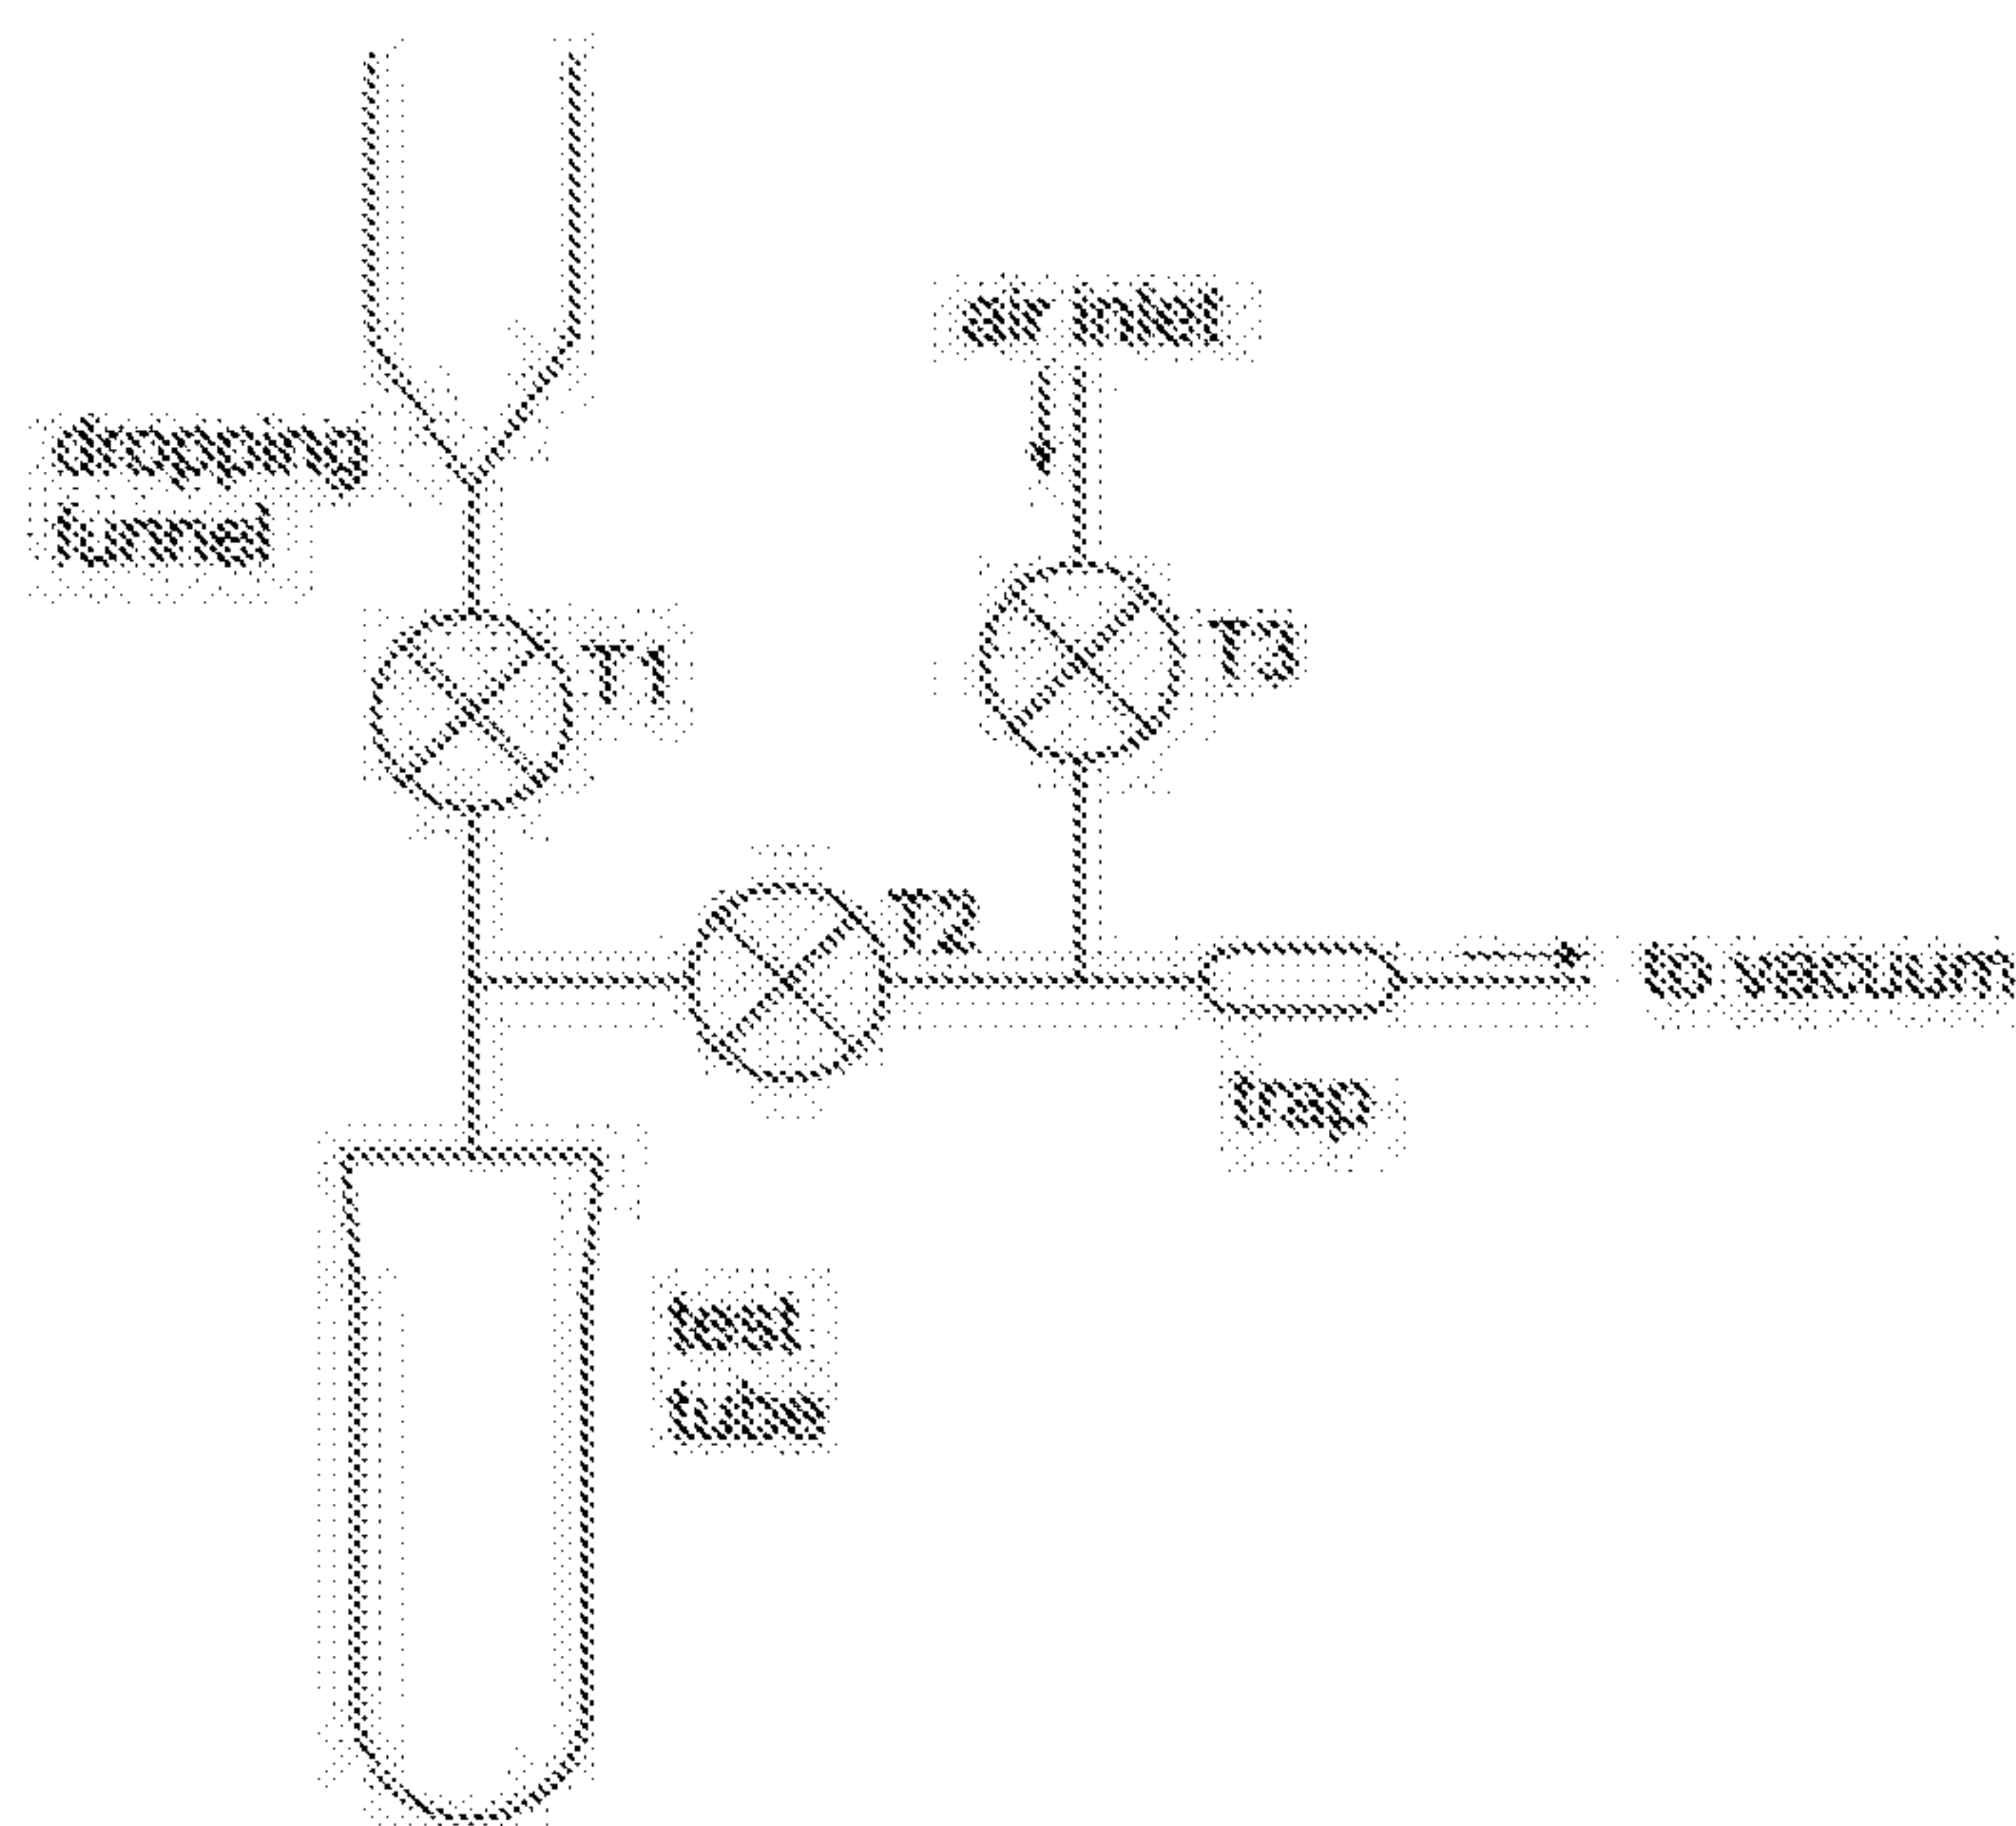 air inlet
dropping
funnel
T1
T3
T2
to vacuum
trap
test
tube